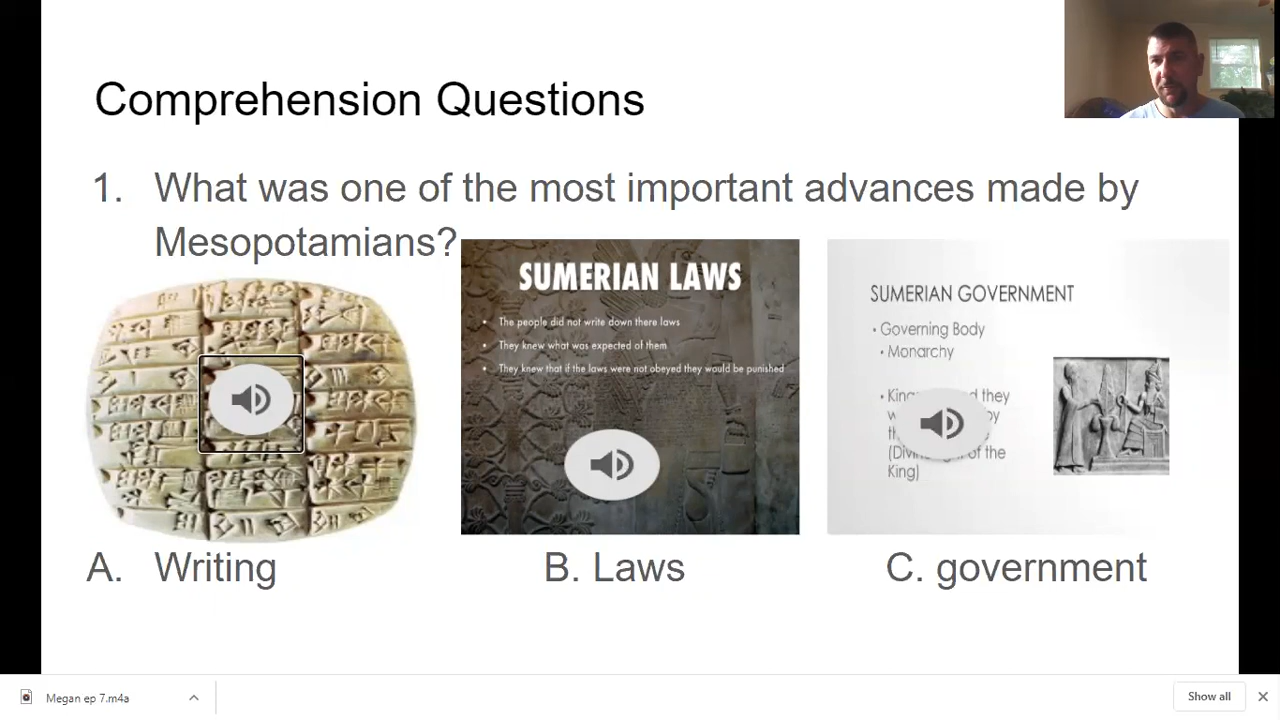 Comprehension Questions
1. What was one of the most important advances made by
Mesopotamians?
SUMERIAN LAWS
• The people did not write down there laws
• They knew what was expected of them
• They knew that if the laws were not obeyed they would be punished
SUMERIAN GOVERNMENT
• Governing Body
• Monarchy
they
by
of the
King)
A. Writing
B. Laws
C. government
Megan ep 7.m4a
Show all